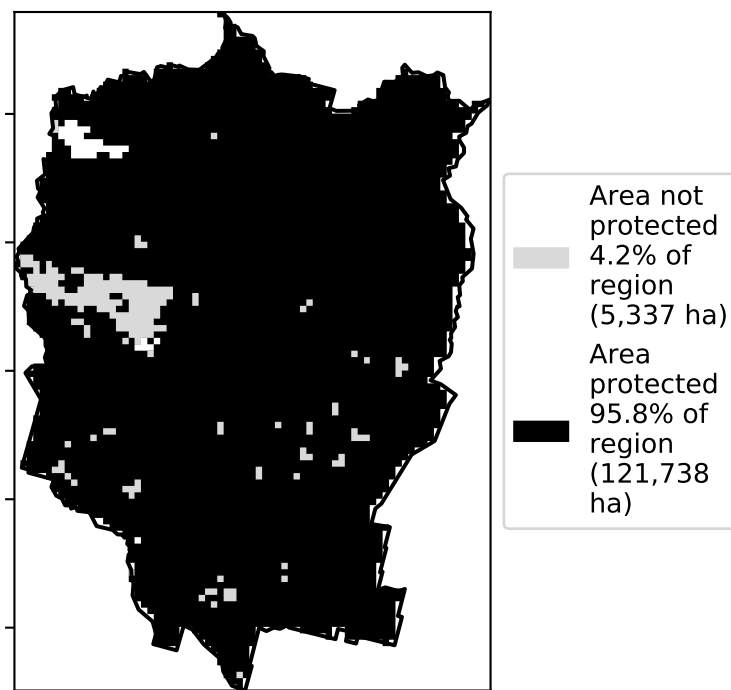 Area not
protected
4.2% of
region
(5,337 ha)
Area
protected
95.8% of
region
(121,738
ha)